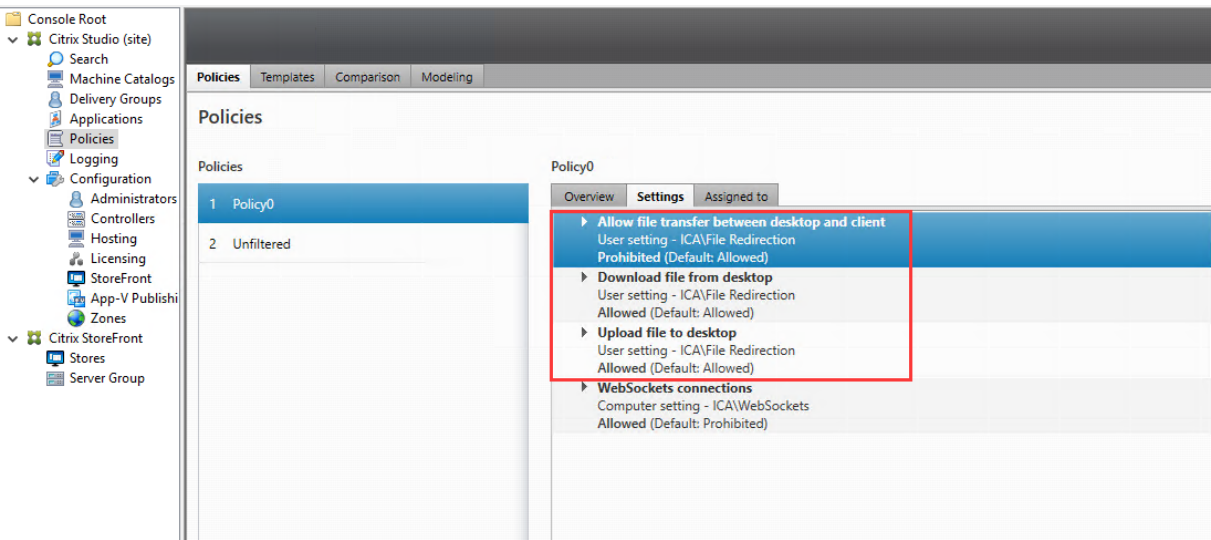 Console Root
Citrix Studio (site)
Search
Machine Catalogs
Delivery Groups
Applications
Policies
Logging
Configuration
Administrators
Controllers
Hosting
Licensing
StoreFront
App-V Publishi
Zones
Citrix StoreFront
Stores
Server Group
Policies Templates Comparison Modeling
Policies
Policies
1 Policy0
2 Unfiltered
Policy0
Overview Settings Assigned to
Allow file transfer between desktop and client
User setting - ICA\File Redirection
Prohibited (Default: Allowed)
Download file from desktop
User setting - ICA\File Redirection
Allowed (Default: Allowed)
Upload file to desktop
User setting - ICA\File Redirection
Allowed (Default: Allowed)
WebSockets connections
Computer setting - ICA\WebSockets
Allowed (Default: Prohibited)